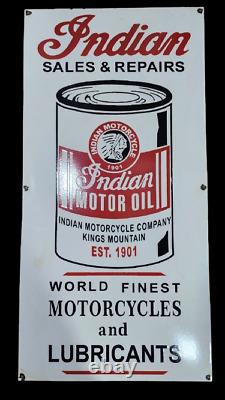 Indian
SALES & REPAIRS
INDIAN MOTORCYCLE
1901
Indian
MOTOR OIL
INDIAN MOTORCYCLE COMPANY
KINGS MOUNTAIN
EST. 1901
WORLD FINEST
MOTORCYCLES
and
LUBRICANTS